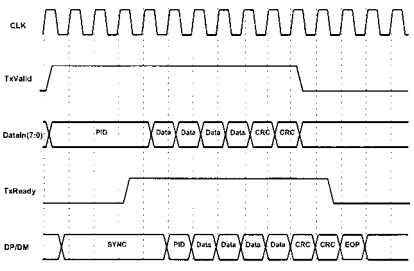 CLK
TxValid
DataIn(7:0) PID Data Data Data Data CRC CRC
TxReady
DP/DM SYNC PID Data Data Data Data CRC CRC EOP